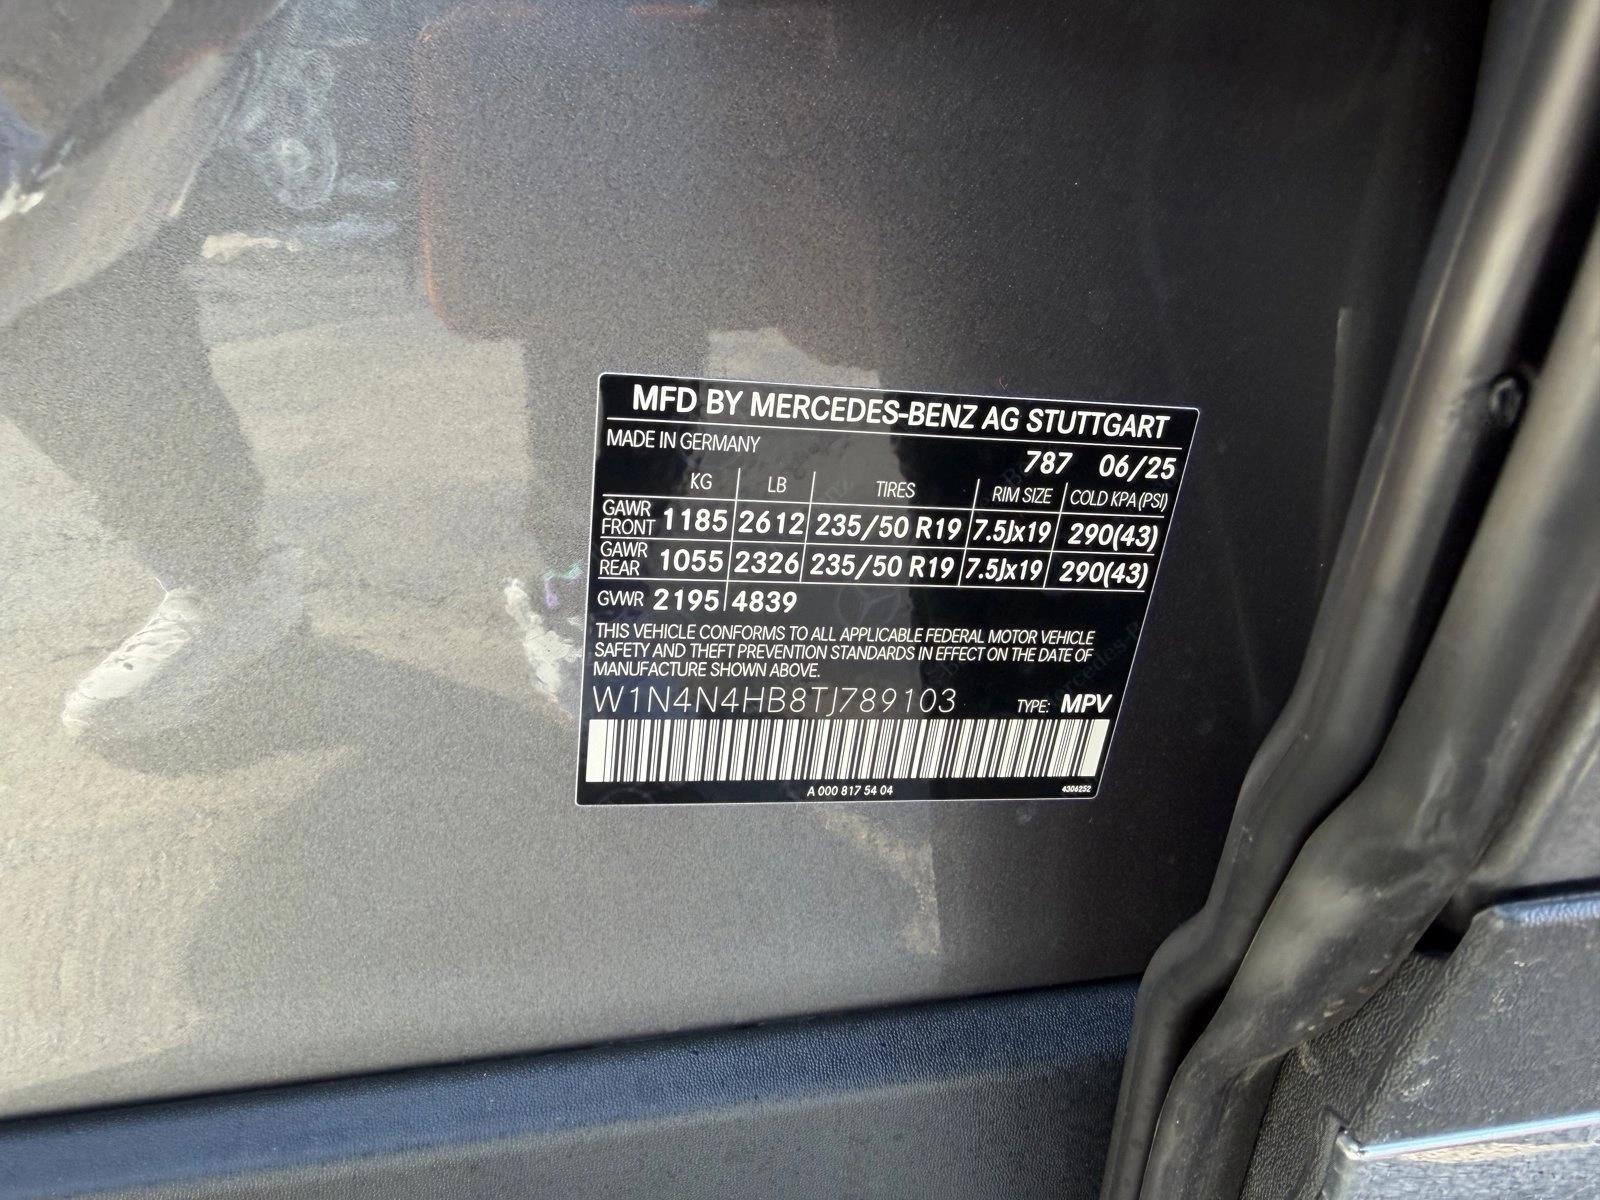 MFD BY MERCEDES-BENZ AG STUTTGART
MADE IN GERMANY
787 06/25
KG LB TIRES RIM SIZE COLD KPA (PSI)
GAWR FRONT 1185 2612 235/50 R19 7.5Jx19 290(43)
GAWR REAR 1055 2326 235/50 R19 7.5Jx19 290(43)
GVWR 2195 4839
THIS VEHICLE CONFORMS TO ALL APPLICABLE FEDERAL MOTOR VEHICLE
SAFETY AND THEFT PREVENTION STANDARDS IN EFFECT ON THE DATE OF
MANUFACTURE SHOWN ABOVE.
W1N4N4HB8TJ789103 TYPE: MPV
A 000 817 54 04 4306252